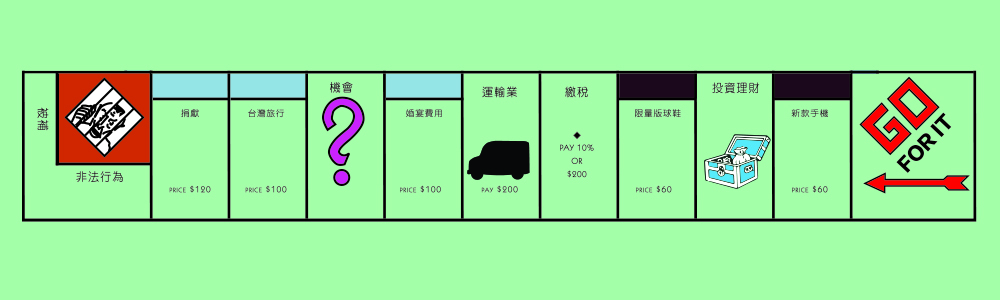 非法行為
捐獻
PRICE $120
台灣旅行
PRICE $100
機會
?
婚宴費用
PRICE $100
運輸業
PAY $200
繳稅
PAY 10%
OR
$200
限量版球鞋
PRICE $60
投資理財
新款手機
PRICE $60
GO
FOR IT